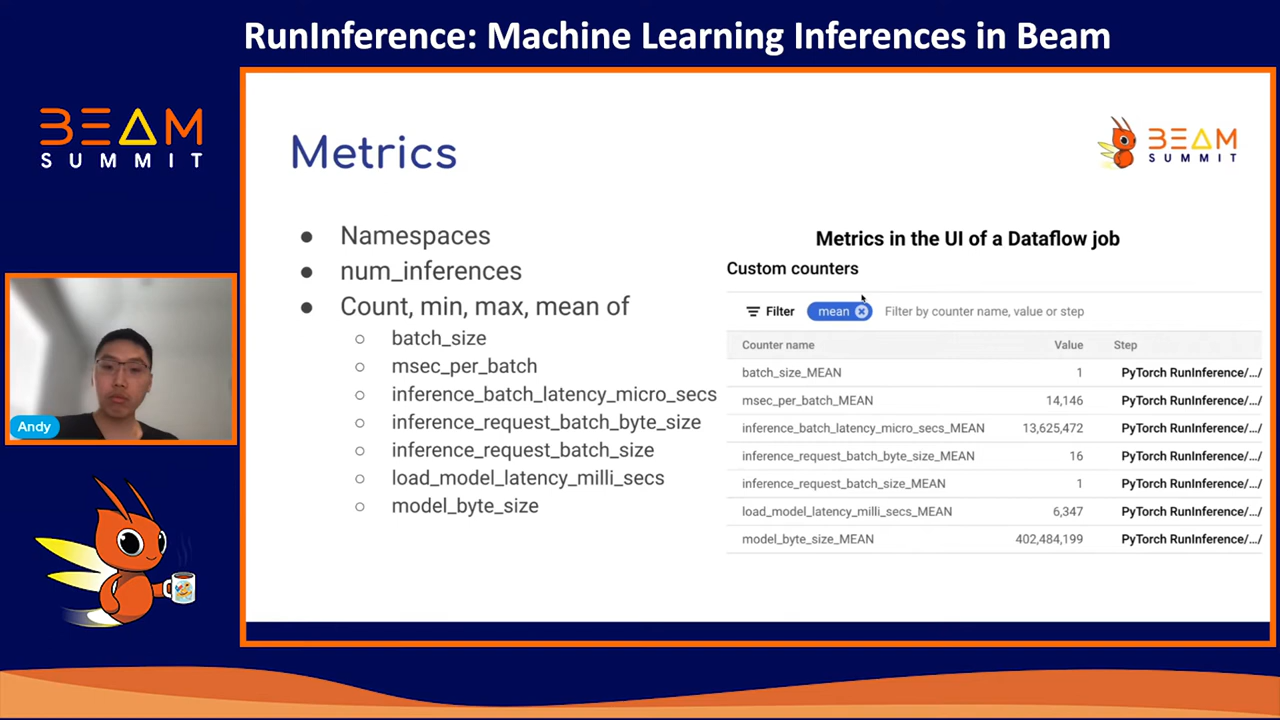 RunInference: Machine Learning Inferences in Beam
BEAM
SUMMIT
Andy
Metrics
BEAM
SUMMIT
● Namespaces
● num_inferences
● Count, min, max, mean of
○ batch_size
○ msec_per_batch
○ inference_batch_latency_micro_secs
○ inference_request_batch_byte_size
○ inference_request_batch_size
○ load_model_latency_milli_secs
○ model_byte_size
Metrics in the UI of a Dataflow job
Custom counters
Filter mean Filter by counter name, value or step
Counter name Value Step
batch_size_MEAN 1 PyTorch RunInference/.../
msec_per_batch_MEAN 14,146 PyTorch RunInference/.../
inference_batch_latency_micro_secs_MEAN 13,625,472 PyTorch RunInference/.../
inference_request_batch_byte_size_MEAN 16 PyTorch RunInference/.../
inference_request_batch_size_MEAN 1 PyTorch RunInference/.../
load_model_latency_milli_secs_MEAN 6,347 PyTorch RunInference/.../
model_byte_size_MEAN 402,484,199 PyTorch RunInference/.../